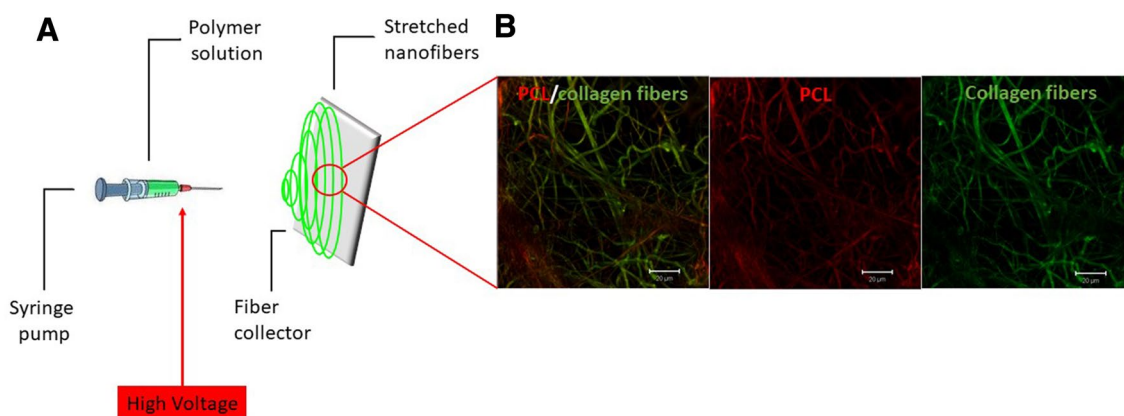 A
Polymer
solution
Stretched
nanofibers
Syringe
pump
Fiber
collector
High Voltage
B
PCL/collagen fibers
20 µm
PCL
20 µm
Collagen fibers
20 µm